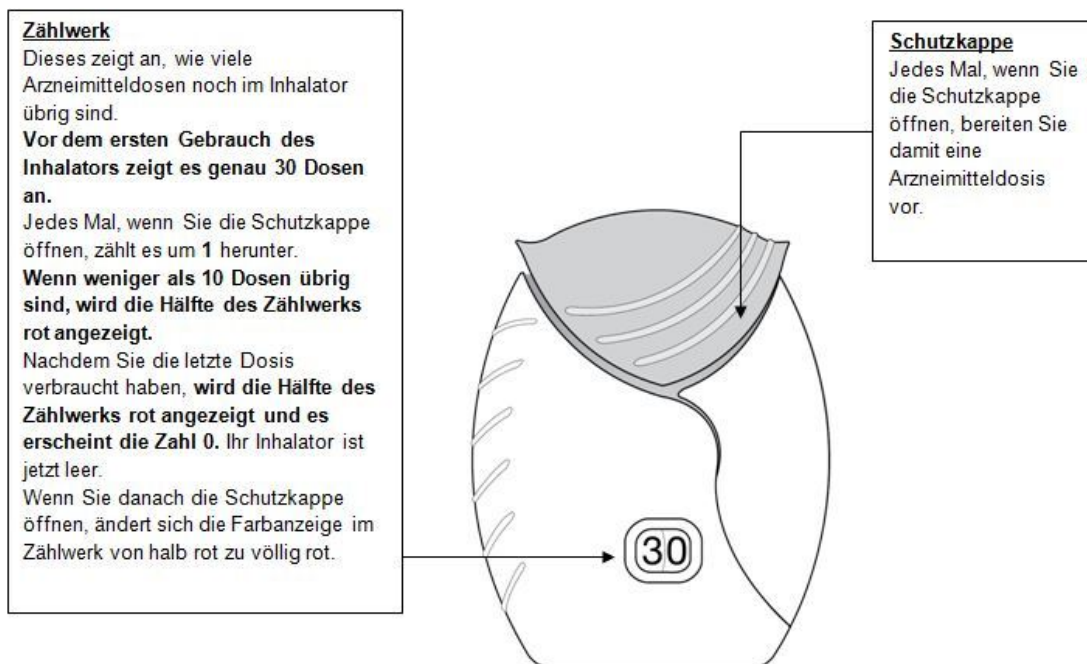 Zählwerk
Dieses zeigt an, wie viele
Arzneimitteldosen noch im Inhalator
übrig sind.
Vor dem ersten Gebrauch des
Inhalators zeigt es genau 30 Dosen
an.
Jedes Mal, wenn Sie die Schutzkappe
öffnen, zählt es um 1 herunter.
Wenn weniger als 10 Dosen übrig
sind, wird die Hälfte des Zählwerks
rot angezeigt.
Nachdem Sie die letzte Dosis
verbraucht haben, wird die Hälfte des
Zählwerks rot angezeigt und es
erscheint die Zahl 0. Ihr Inhalator ist
jetzt leer.
Wenn Sie danach die Schutzkappe
öffnen, ändert sich die Farbanzeige im
Zählwerk von halb rot zu völlig rot.
Schutzkappe
Jedes Mal, wenn Sie
die Schutzkappe
öffnen, bereiten Sie
damit eine
Arzneimitteldosis
vor.
30